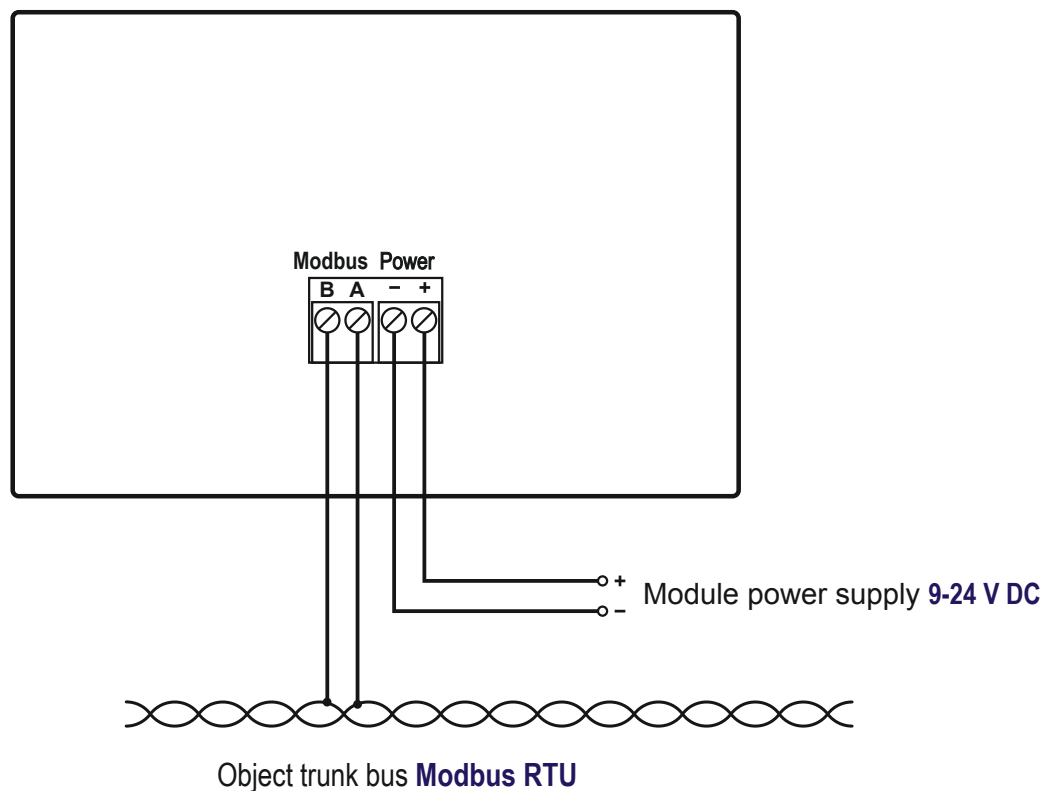 Modbus Power
B A − +
+
Module power supply 9-24 V DC
−
Object trunk bus Modbus RTU